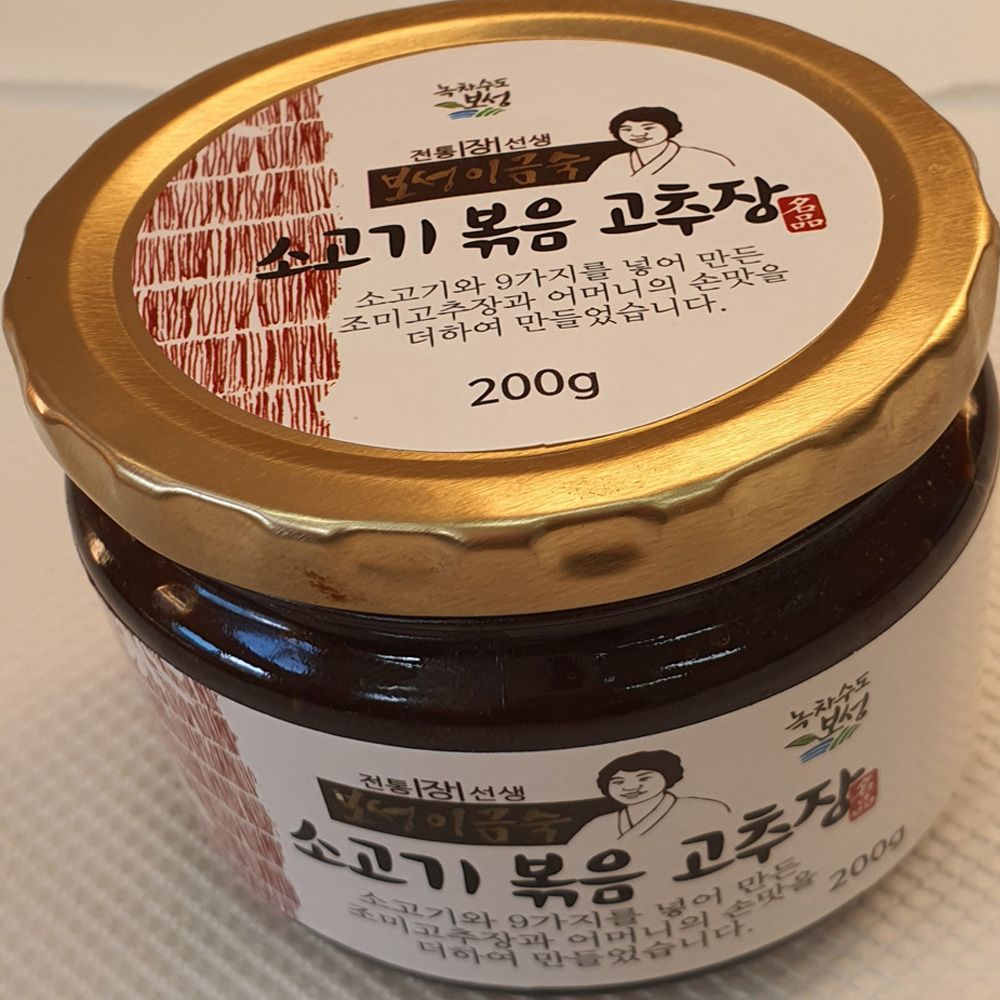 녹차수도
보성
전통|장|선생
보성이금숙
소고기 볶음 고추장
名品
소고기와 9가지를 넣어 만든
조미고추장과 어머니의 손맛을
더하여 만들었습니다.
200g
녹차수도
보성
전통|장|선생
보성이금숙
소고기 볶음 고추장
名品
소고기와 9가지를 넣어 만든
조미고추장과 어머니의 손맛을
더하여 만들었습니다.
200g